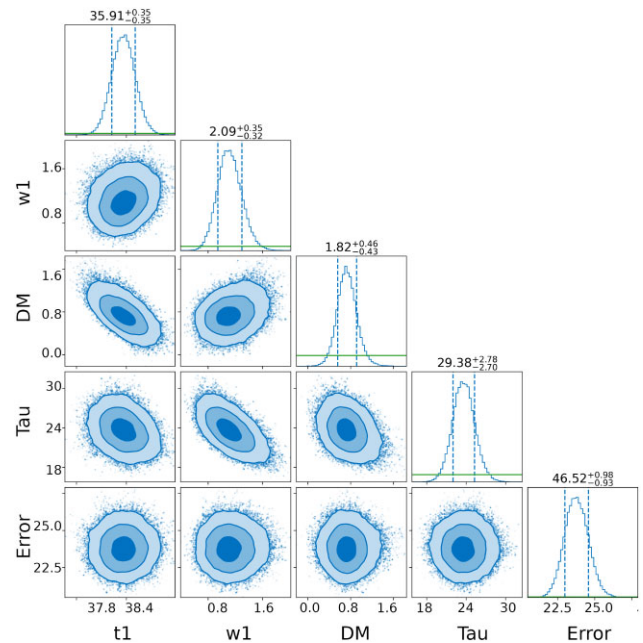 35.91 +0.35 −0.35
2.09 +0.35 −0.32
w1
1.6
0.8
1.82 +0.46 −0.43
DM
1.6
0.8
0.0
29.38 +2.78 −2.70
Tau
30
24
18
46.52 +0.98 −0.93
Error
25.0
22.5
37.8 38.4 0.8 1.6 0.0 0.8 1.6 18 24 30 22.5 25.0
t1 w1 DM Tau Error